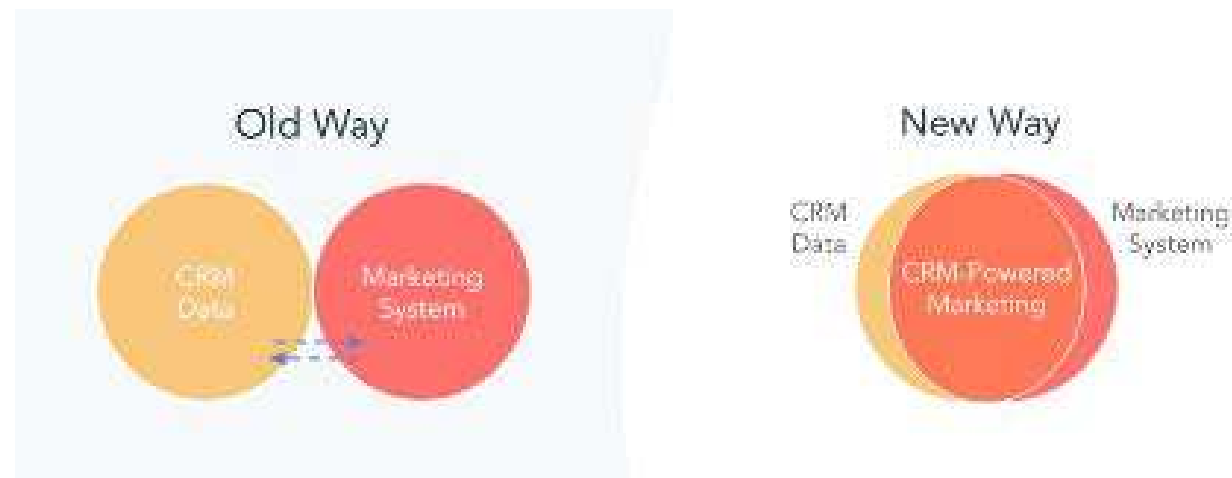 Old Way
CRM
Data
Marketing
System
New Way
CRM
Data
CRM-Powered
Marketing
Marketing
System